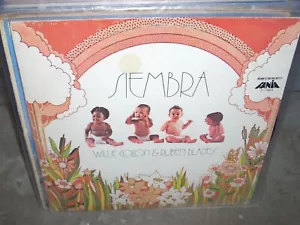 SIEMBRA
FANIA
WILLIE COLON & RUBEN BLADES